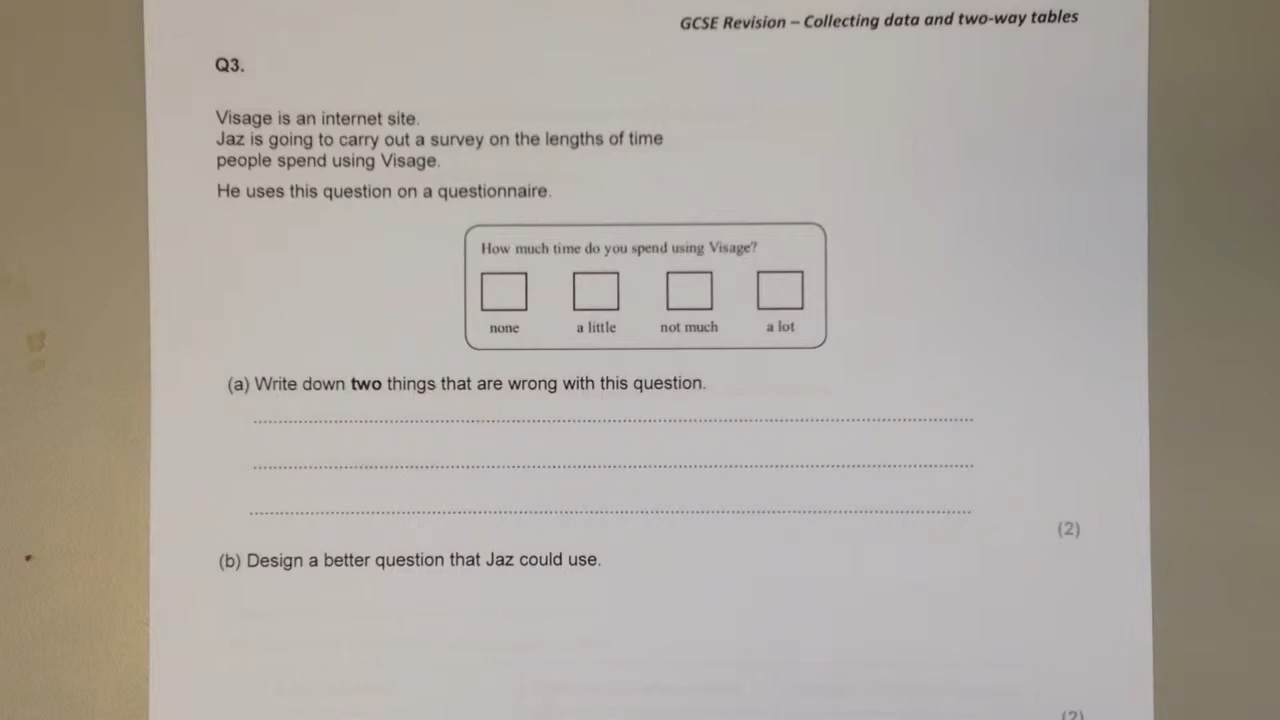 GCSE Revision – Collecting data and two-way tables
Q3.
Visage is an internet site.
Jaz is going to carry out a survey on the lengths of time
people spend using Visage.
He uses this question on a questionnaire.
How much time do you spend using Visage?
none a little not much a lot
(a) Write down two things that are wrong with this question.
(2)
(b) Design a better question that Jaz could use.
(2)